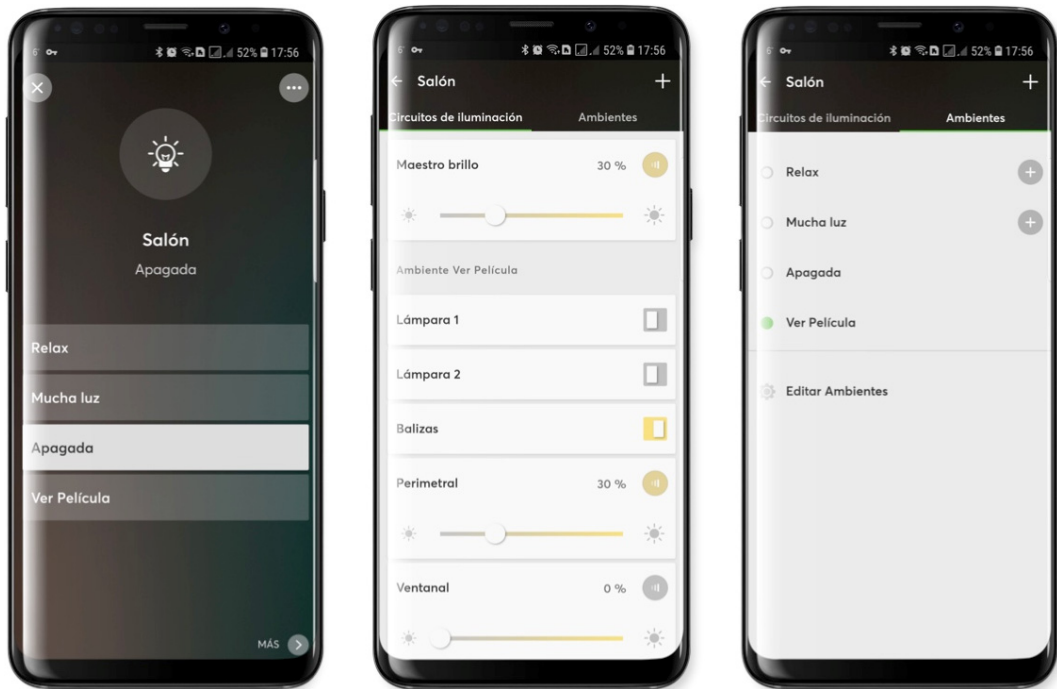 52% 17:56
Salón
Apagada
Relax
Mucha luz
Apagada
Ver Película
MÁS
52% 17:56
Salón
Circuitos de iluminación Ambientes
Maestro brillo 30 %
Ambiente Ver Película
Lámpara 1
Lámpara 2
Balizas
Perimetral 30 %
Ventanal 0 %
52% 17:56
Salón
Circuitos de iluminación Ambientes
Relax
Mucha luz
Apagada
Ver Película
Editar Ambientes